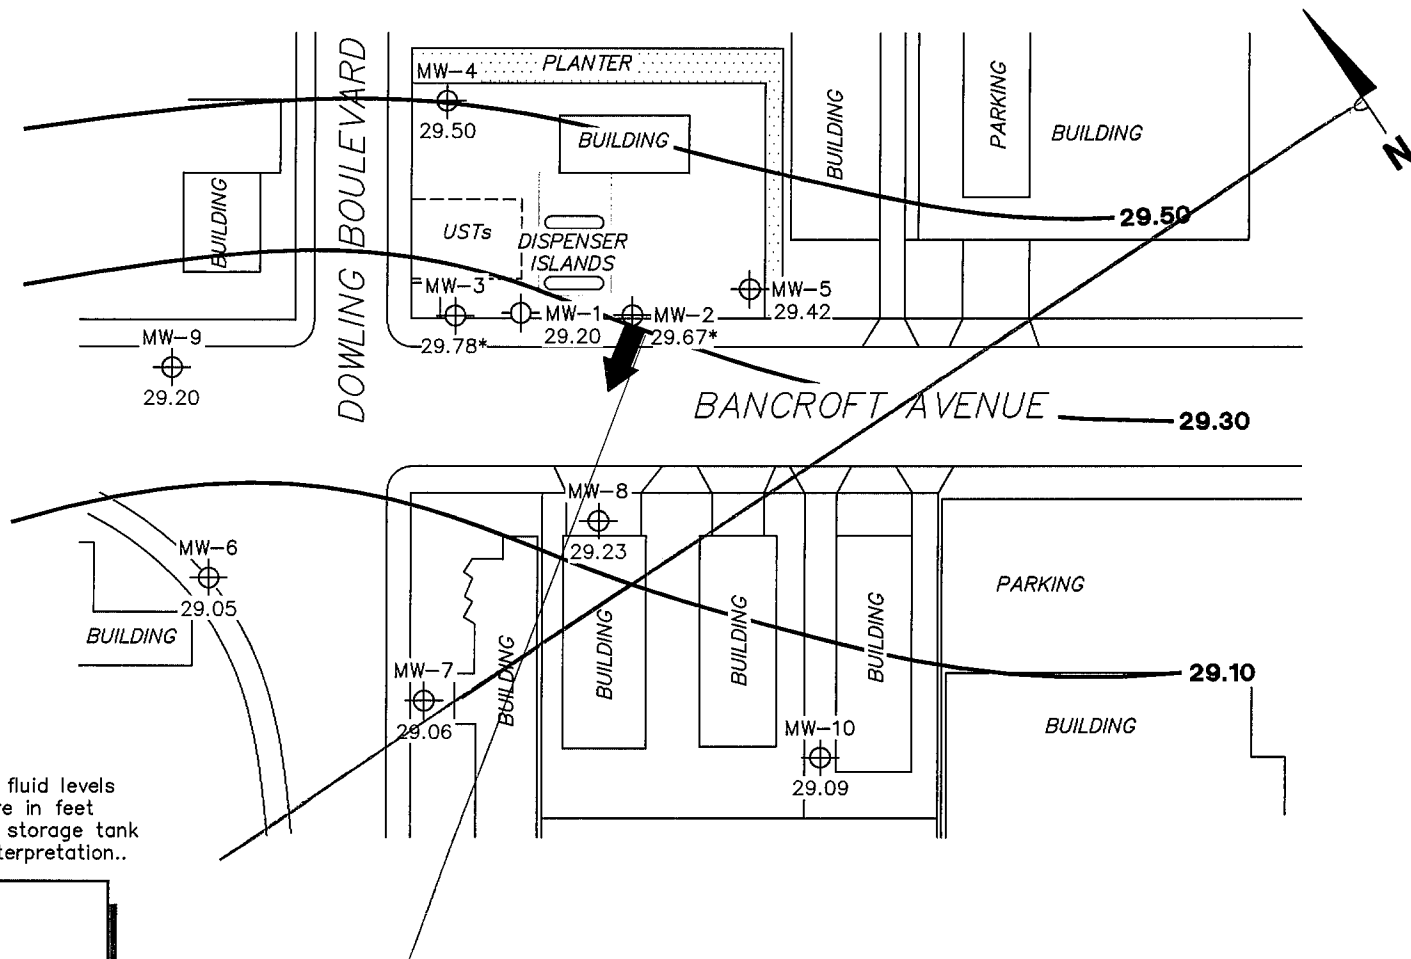 PLANTER
MW-4
29.50
BUILDING
BUILDING
PARKING
BUILDING
N
DOWLING BOULEVARD
BUILDING
USTs
DISPENSER
ISLANDS
29.50
MW-3
29.78*
MW-1
29.20
MW-2
29.67*
MW-5
29.42
MW-9
29.20
BANCROFT AVENUE
29.30
MW-8
29.23
MW-6
29.05
BUILDING
PARKING
BUILDING
BUILDING
BUILDING
BUILDING
MW-7
29.06
29.10
BUILDING
MW-10
29.09
fluid levels
re in feet
storage tank
terpretation..